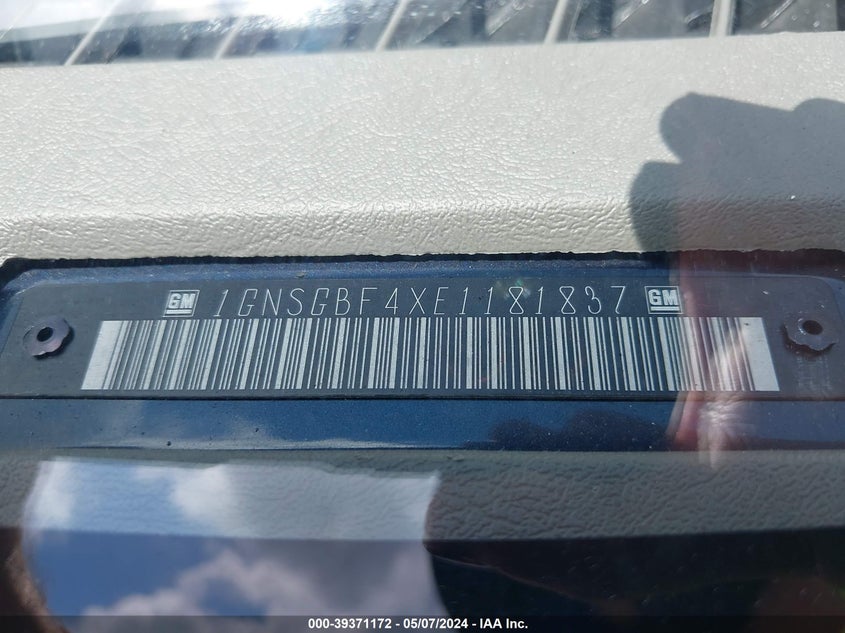 GM 1GNSGBF4XE1181837 GM
000-39371172 - 05/07/2024 - IAA Inc.